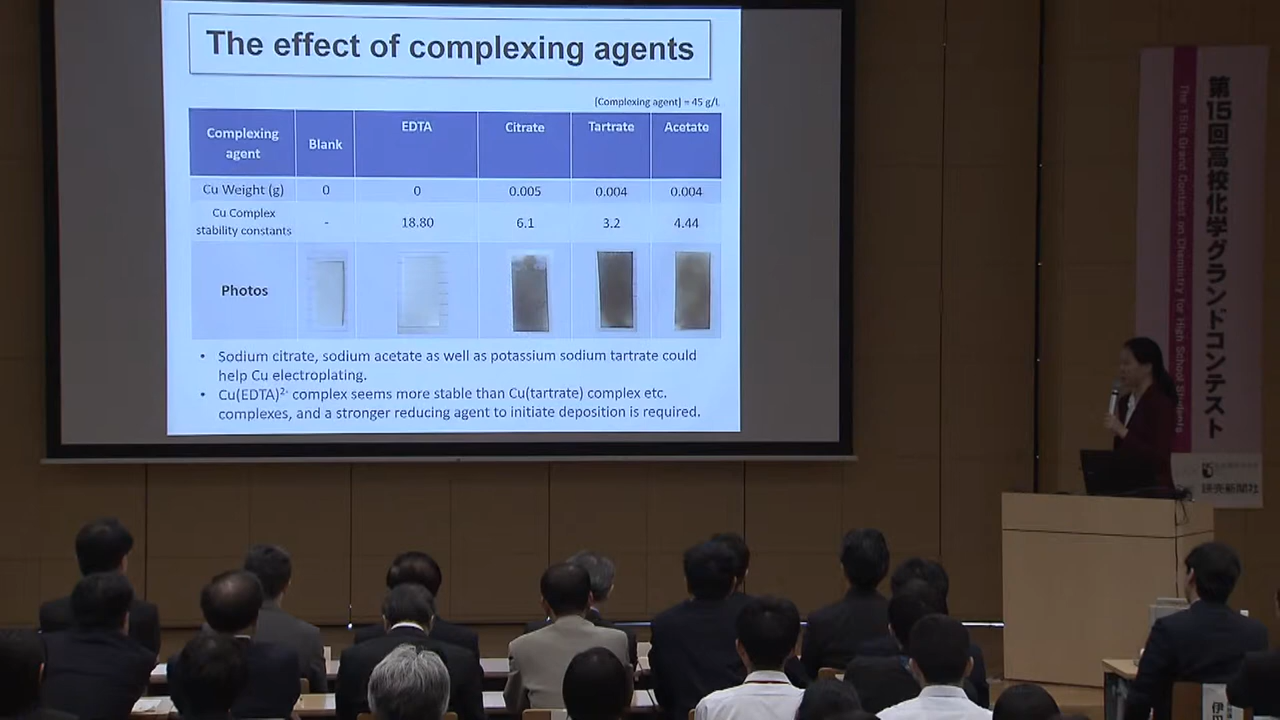 The effect of complexing agents
[Complexing agent] = 45 g/L
Complexing agent Blank EDTA Citrate Tartrate Acetate
Cu Weight (g) 0 0 0.005 0.004 0.004
Cu Complex stability constants - 18.80 6.1 3.2 4.44
Photos
• Sodium citrate, sodium acetate as well as potassium sodium tartrate could
help Cu electroplating.
• Cu(EDTA)²⁻ complex seems more stable than Cu(tartrate) complex etc.
complexes, and a stronger reducing agent to initiate deposition is required.
第15回高校化学グランドコンテスト
The 15th Grand Contest on Chemistry for High School Students
読売新聞社